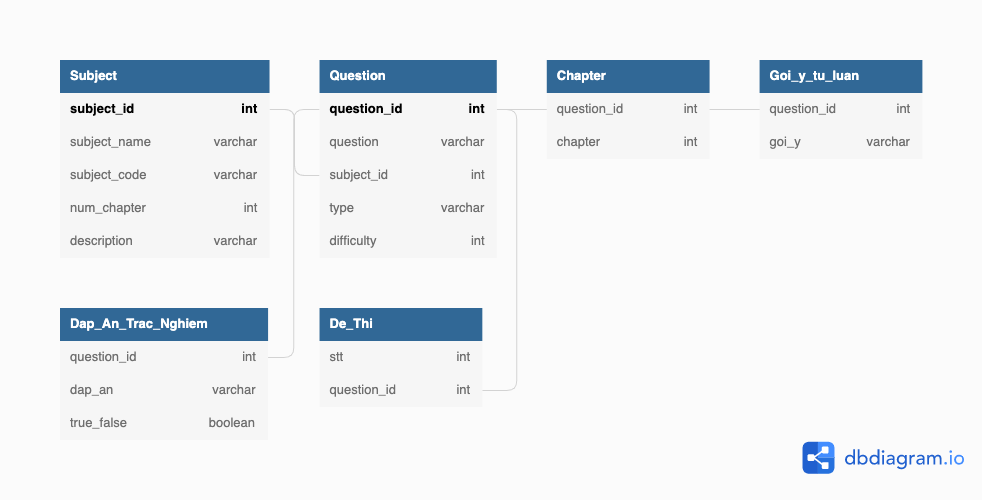 Subject
subject_id int
subject_name varchar
subject_code varchar
num_chapter int
description varchar
Question
question_id int
question varchar
subject_id int
type varchar
difficulty int
Chapter
question_id int
chapter int
Goi_y_tu_luan
question_id int
goi_y varchar
Dap_An_Trac_Nghiem
question_id int
dap_an varchar
true_false boolean
De_Thi
stt int
question_id int
dbdiagram.io